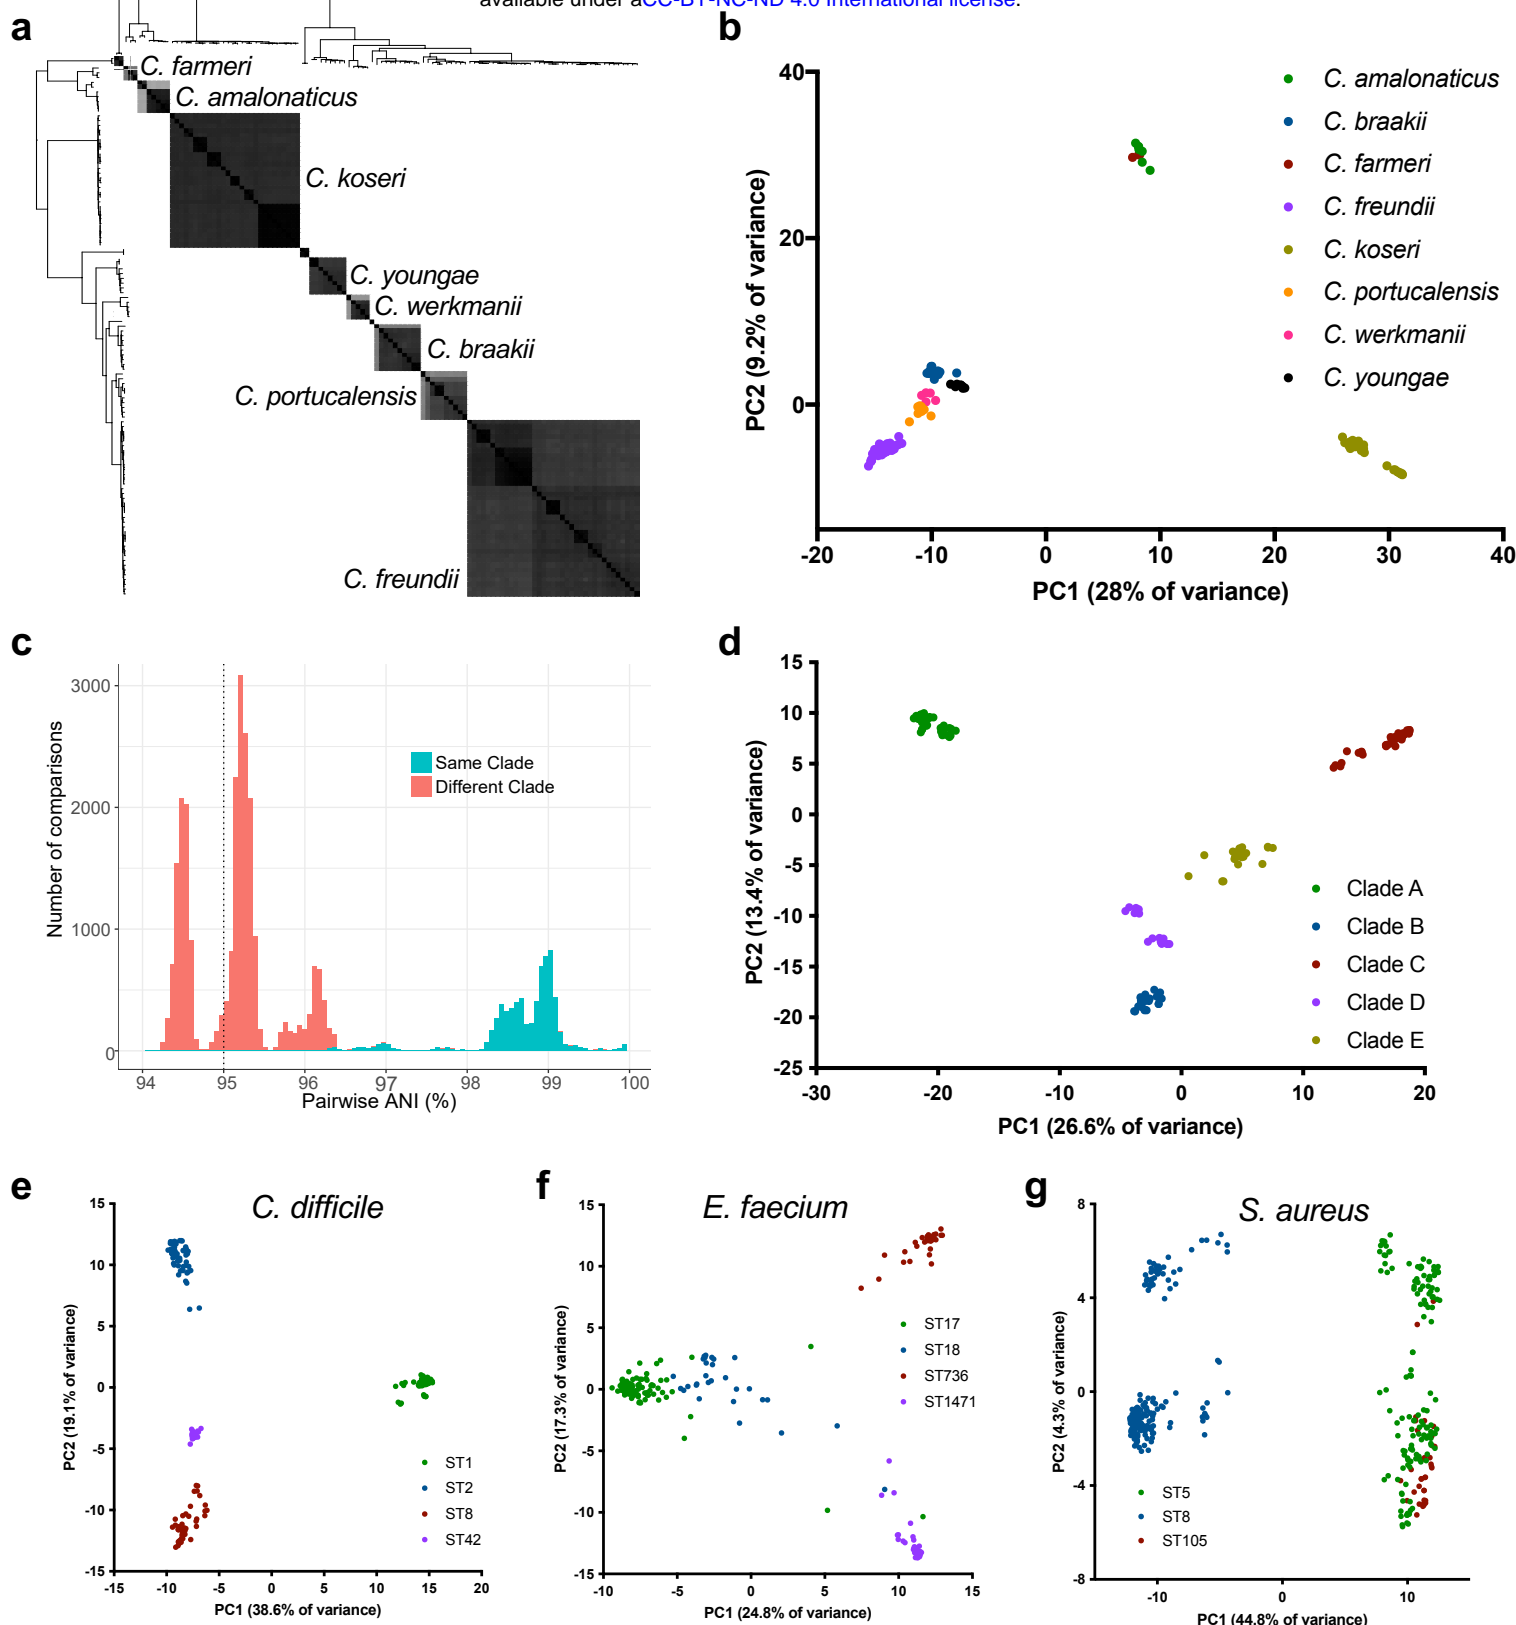 available under aCC-BY-NC-ND 4.0 International license.
a
C. farmeri
C. amalonaticus
C. koseri
C. youngae
C. werkmanii
C. braakii
C. portucalensis
C. freundii
b
PC2 (9.2% of variance)
40
20
0
-20
-10
0
10
20
30
40
PC1 (28% of variance)
C. amalonaticus
C. braakii
C. farmeri
C. freundii
C. koseri
C. portucalensis
C. werkmanii
C. youngae
c
Number of comparisons
3000
2000
1000
0
94
95
96
97
98
99
100
Pairwise ANI (%)
Same Clade
Different Clade
d
PC2 (13.4% of variance)
15
10
5
0
-5
-10
-15
-20
-25
-30
-20
-10
0
10
20
PC1 (26.6% of variance)
Clade A
Clade B
Clade C
Clade D
Clade E
e
C. difficile
PC2 (19.1% of variance)
15
10
5
0
-5
-10
-15
-15
-10
-5
0
5
10
15
20
PC1 (38.6% of variance)
ST1
ST2
ST8
ST42
f
E. faecium
PC2 (17.3% of variance)
15
10
5
0
-5
-10
-15
-10
-5
0
5
10
15
PC1 (24.8% of variance)
ST17
ST18
ST736
ST1471
g
S. aureus
PC2 (4.3% of variance)
8
4
0
-4
-8
-10
0
10
PC1 (44.8% of variance)
ST5
ST8
ST105